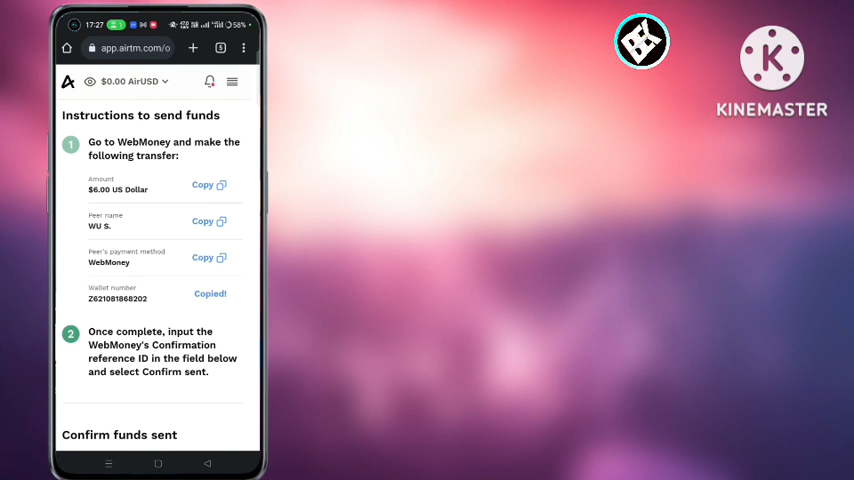 17:27
58%
app.airtm.com/o
5
$0.00 AirUSD
Instructions to send funds
1
Go to WebMoney and make the
following transfer:
Amount
$6.00 US Dollar
Copy
Peer name
WU S.
Copy
Peer's payment method
WebMoney
Copy
Wallet number
Z621081868202
Copied!
2
Once complete, input the
WebMoney's Confirmation
reference ID in the field below
and select Confirm sent.
Confirm funds sent
K
KINEMASTER